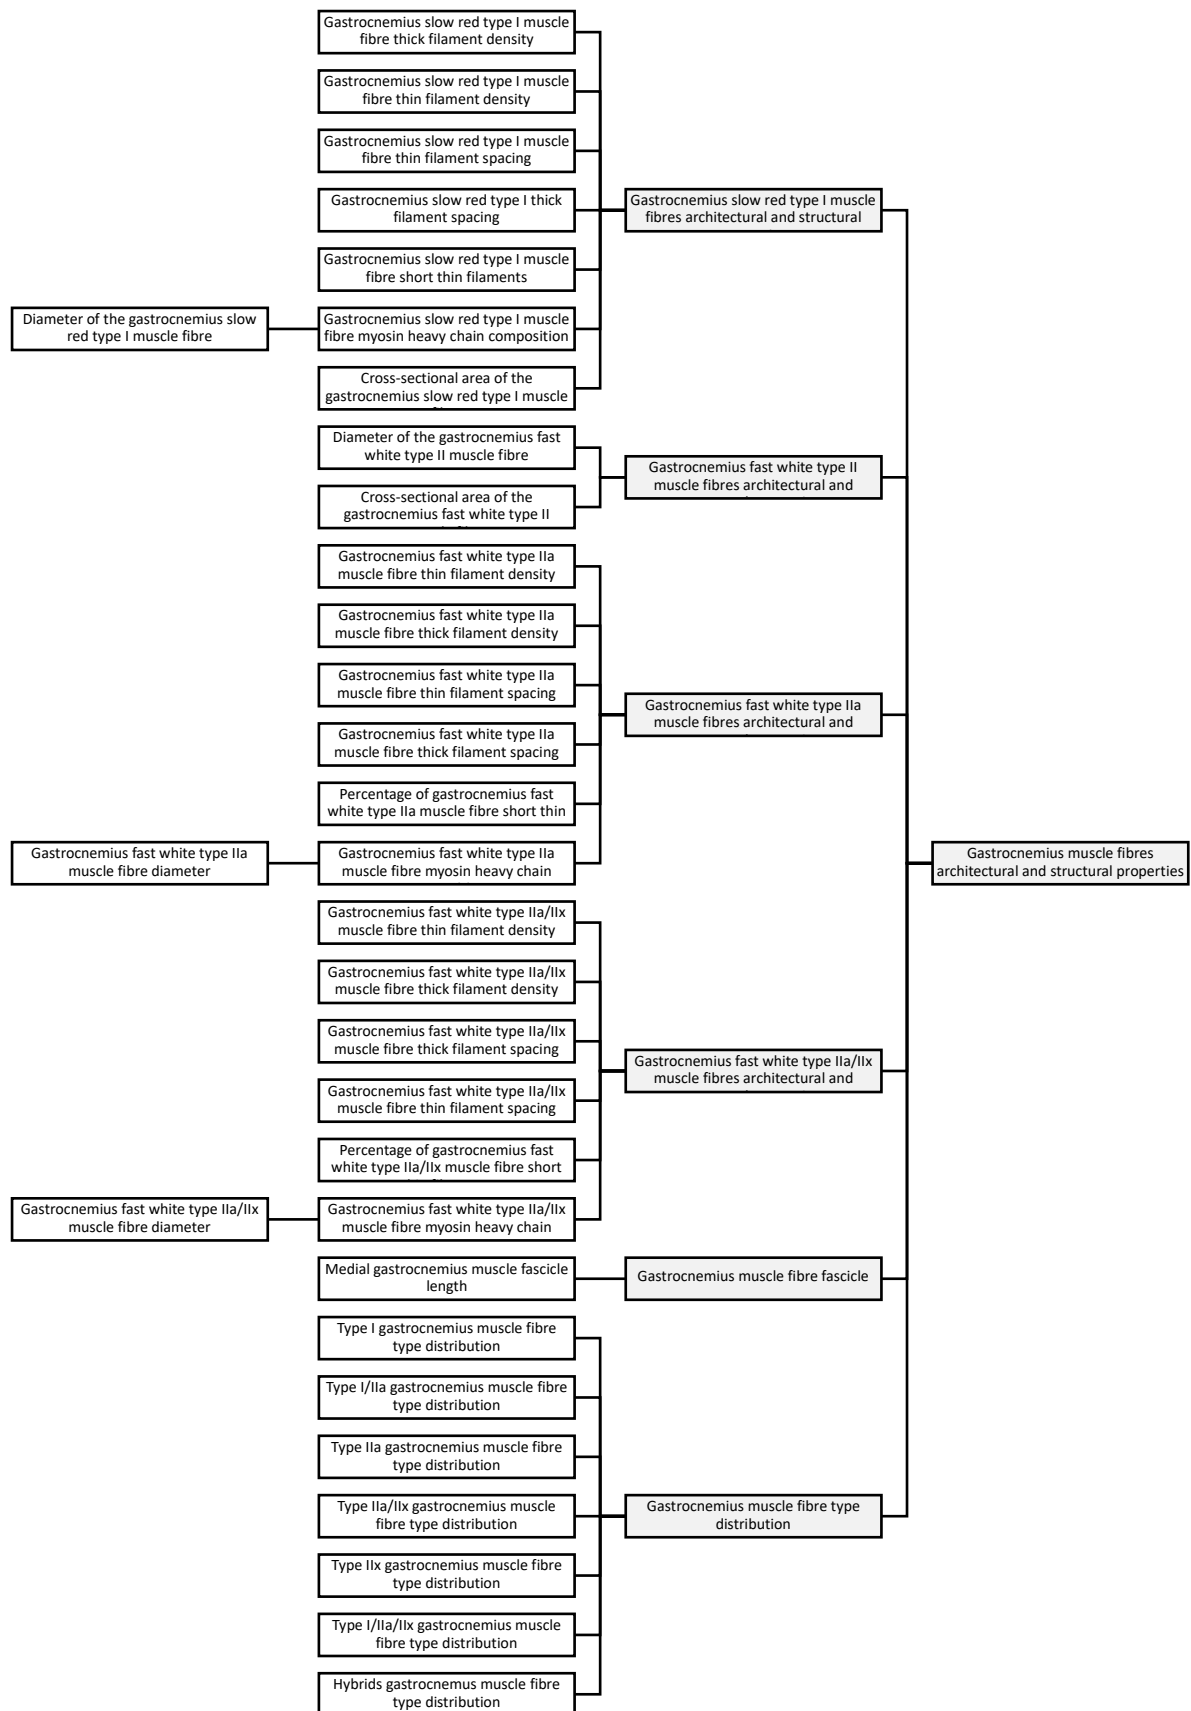 Gastrocnemius slow red type I muscle
fibre thick filament density
Gastrocnemius slow red type I muscle
fibre thin filament density
Gastrocnemius slow red type I muscle
fibre thin filament spacing
Gastrocnemius slow red type I thick
filament spacing
Gastrocnemius slow red type I muscle
fibres architectural and structural
Gastrocnemius slow red type I muscle
fibre short thin filaments
Diameter of the gastrocnemius slow
red type I muscle fibre
Gastrocnemius slow red type I muscle
fibre myosin heavy chain composition
Cross-sectional area of the
gastrocnemius slow red type I muscle
Diameter of the gastrocnemius fast
white type II muscle fibre
Gastrocnemius fast white type II
muscle fibres architectural and
Cross-sectional area of the
gastrocnemius fast white type II
Gastrocnemius fast white type IIa
muscle fibre thin filament density
Gastrocnemius fast white type IIa
muscle fibre thick filament density
Gastrocnemius fast white type IIa
muscle fibre thin filament spacing
Gastrocnemius fast white type IIa
muscle fibres architectural and
Gastrocnemius fast white type IIa
muscle fibre thick filament spacing
Percentage of gastrocnemius fast
white type IIa muscle fibre short thin
Gastrocnemius fast white type IIa
muscle fibre diameter
Gastrocnemius fast white type IIa
muscle fibre myosin heavy chain
Gastrocnemius muscle fibres
architectural and structural properties
Gastrocnemius fast white type IIa/IIx
muscle fibre thin filament density
Gastrocnemius fast white type IIa/IIx
muscle fibre thick filament density
Gastrocnemius fast white type IIa/IIx
muscle fibre thick filament spacing
Gastrocnemius fast white type IIa/IIx
muscle fibres architectural and
Gastrocnemius fast white type IIa/IIx
muscle fibre thin filament spacing
Percentage of gastrocnemius fast
white type IIa/IIx muscle fibre short
Gastrocnemius fast white type IIa/IIx
muscle fibre diameter
Gastrocnemius fast white type IIa/IIx
muscle fibre myosin heavy chain
Medial gastrocnemius muscle fascicle
length
Gastrocnemius muscle fibre fascicle
Type I gastrocnemius muscle fibre
type distribution
Type I/IIa gastrocnemius muscle fibre
type distribution
Type IIa gastrocnemius muscle fibre
type distribution
Type IIa/IIx gastrocnemius muscle
fibre type distribution
Gastrocnemius muscle fibre type
distribution
Type IIx gastrocnemius muscle fibre
type distribution
Type I/IIa/IIx gastrocnemius muscle
fibre type distribution
Hybrids gastrocnemus muscle fibre
type distribution